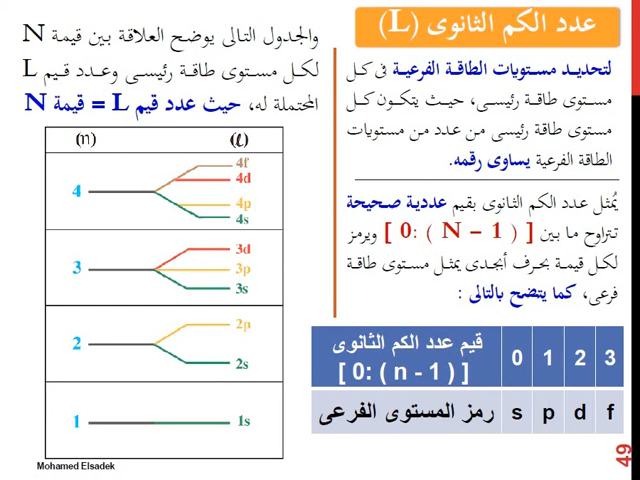 عدد الكم الثانوى (L)
لتحديد مستويات الطاقة الفرعية فى كل
مستوى طاقة رئيسى، حيث يتكون كل
مستوى طاقة رئيسى من عدد من مستويات
الطاقة الفرعية يساوى رقمه.
يُمثل عدد الكم الثانوى بقيم عددية صحيحة
تتراوح ما بين [ 0: ( N - 1 ) ] ويرمز
لكل قيمة بحرف أبجدى يمثل مستوى طاقة
فرعى، كما يتضح بالتالى :
قيم عدد الكم الثانوى
[ 0: ( n - 1 ) ]
0 1 2 3
رمز المستوى الفرعى s p d f
والجدول التالى يوضح العلاقة بين قيمة N
لكل مستوى طاقة رئيسى وعدد قيم L
المحتملة له، حيث عدد قيم L = قيمة N
(n) (ℓ)
4f
4d
4
4p
4s
3d
3 3p
3s
2p
2
2s
1 1s
Mohamed Elsadek
49